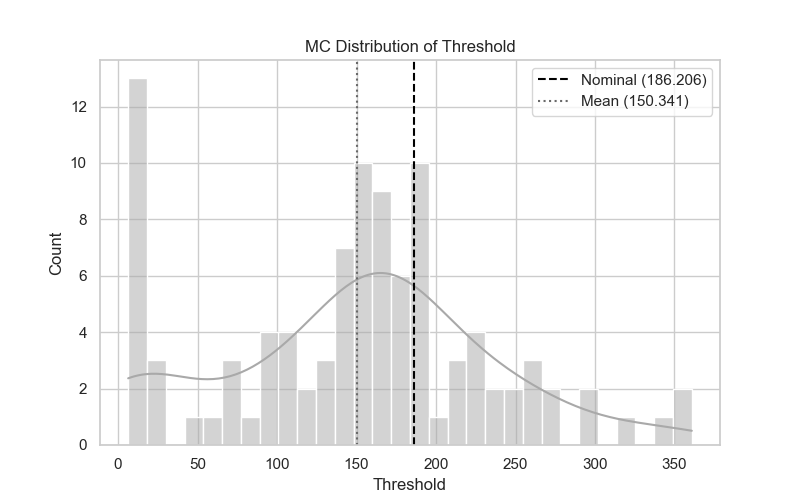 MC Distribution of Threshold
Nominal (186.206)
Mean (150.341)
Count
12
10
8
6
4
2
0
0 50 100 150 200 250 300 350
Threshold